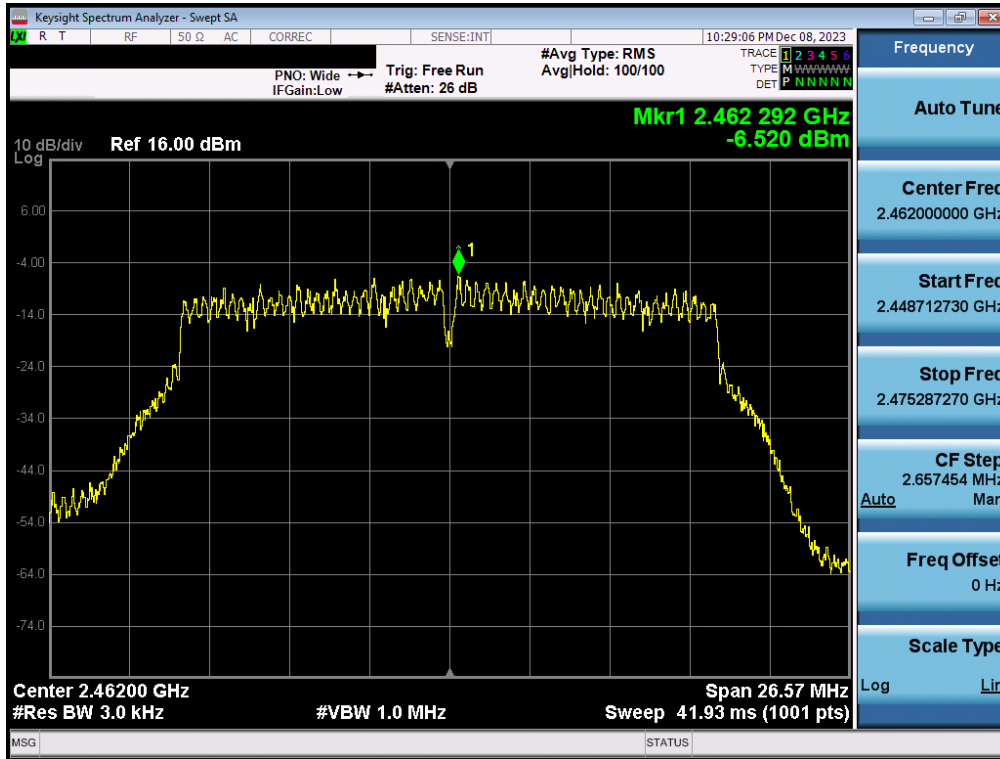 Keysight Spectrum Analyzer - Swept SA
LXI R T RF 50 Ω AC CORREC SENSE:INT 10:29:06 PM Dec 08, 2023
PNO: Wide
IFGain:Low
Trig: Free Run
#Atten: 26 dB
#Avg Type: RMS
Avg|Hold: 100/100
TRACE 1 2 3 4 5 6
TYPE M WWWWW
DET P N N N N N
Mkr1 2.462 292 GHz
-6.520 dBm
10 dB/div Ref 16.00 dBm
Log
6.00
-4.00
-14.0
-24.0
-34.0
-44.0
-54.0
-64.0
-74.0
1
Center 2.46200 GHz Span 26.57 MHz
#Res BW 3.0 kHz #VBW 1.0 MHz Sweep 41.93 ms (1001 pts)
MSG STATUS
Frequency
Auto Tune
Center Freq
2.462000000 GHz
Start Freq
2.448712730 GHz
Stop Freq
2.475287270 GHz
CF Step
2.657454 MHz
Auto Man
Freq Offset
0 Hz
Scale Type
Log Lin